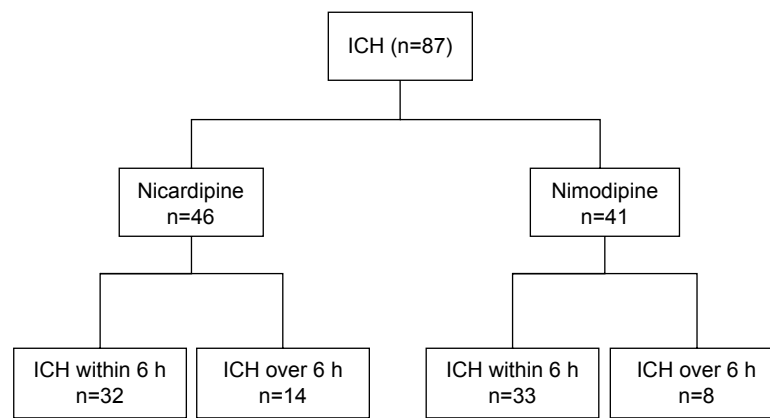 ICH (n=87)
Nicardipine
n=46
Nimodipine
n=41
ICH within 6 h
n=32
ICH over 6 h
n=14
ICH within 6 h
n=33
ICH over 6 h
n=8